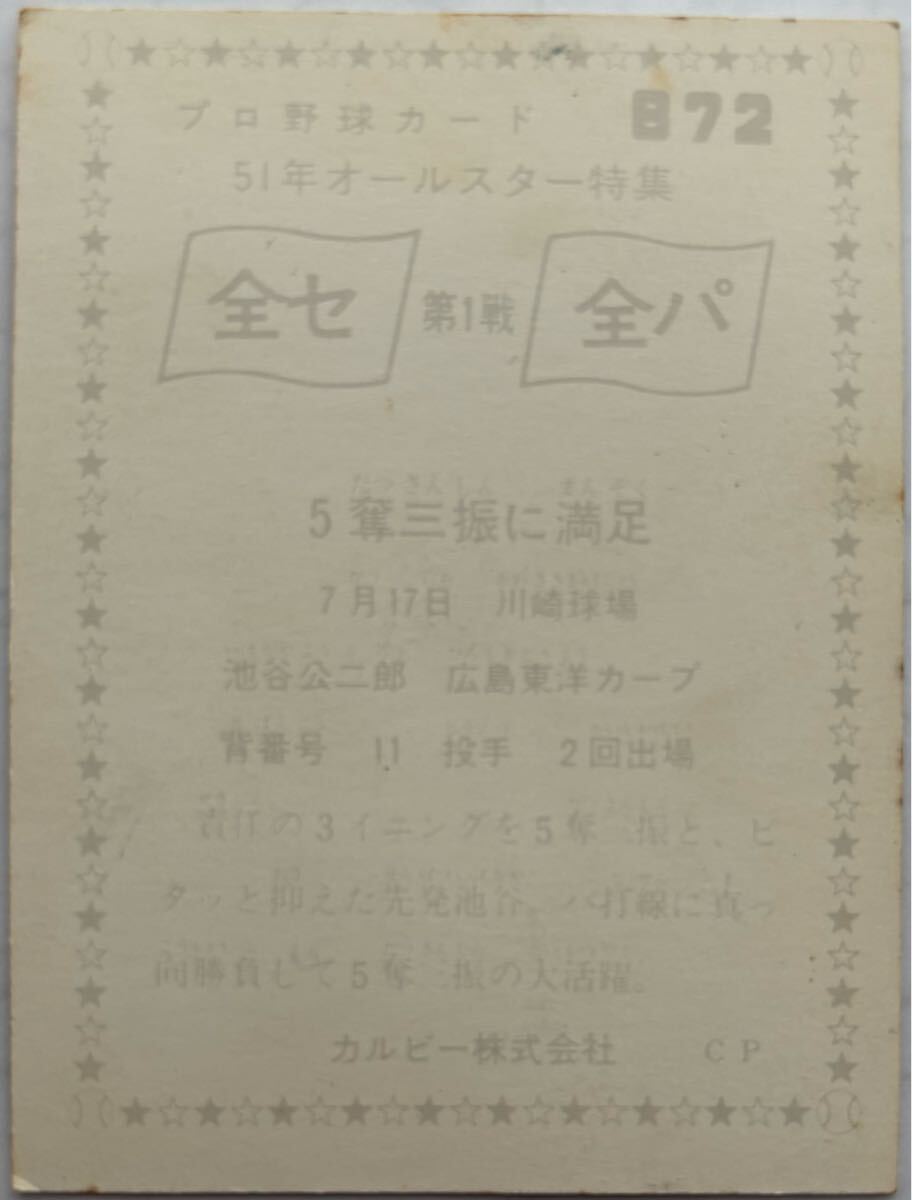 プロ野球カード 872
51年オールスター特集
全セ 第1戦 全パ
5奪三振に満足
7月17日 川崎球場
池谷公二郎 広島東洋カープ
背番号 11 投手 2回出場
責任の3イニングを5奪三振と、ピ
タッと抑えた先発池谷。パ打線に真っ
向勝負して5奪三振の大活躍。
カルビー株式会社 CP